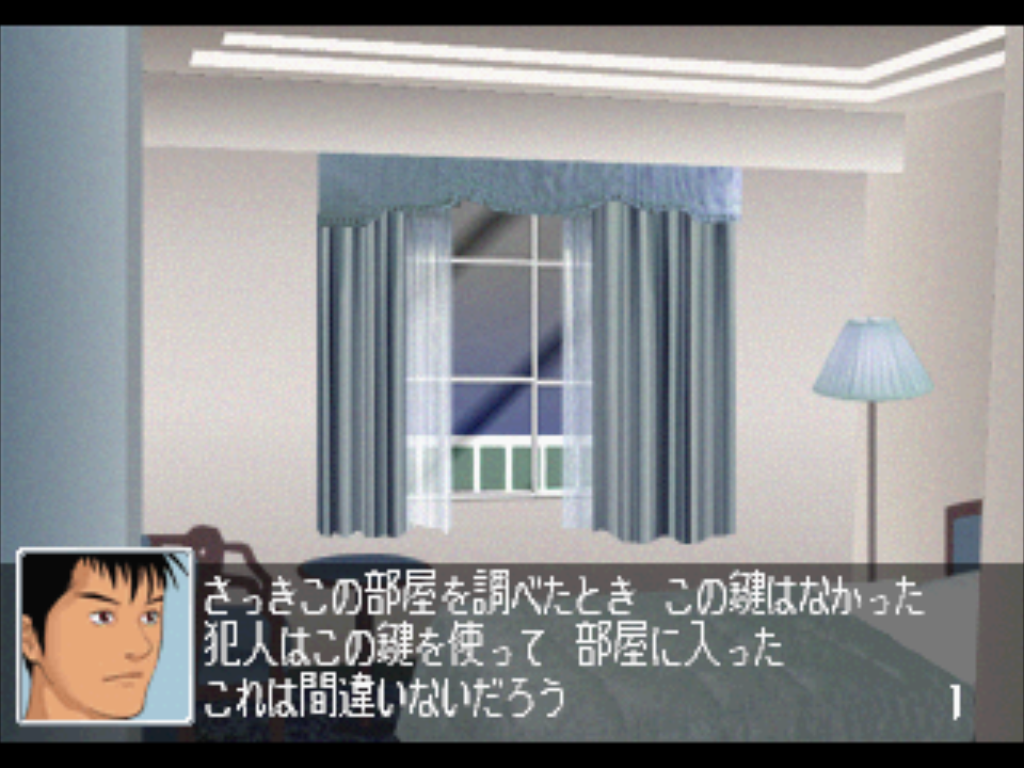 さっきこの部屋を調べたとき　この鍵はなかった
犯人はこの鍵を使って　部屋に入った
これは間違いないだろう
1